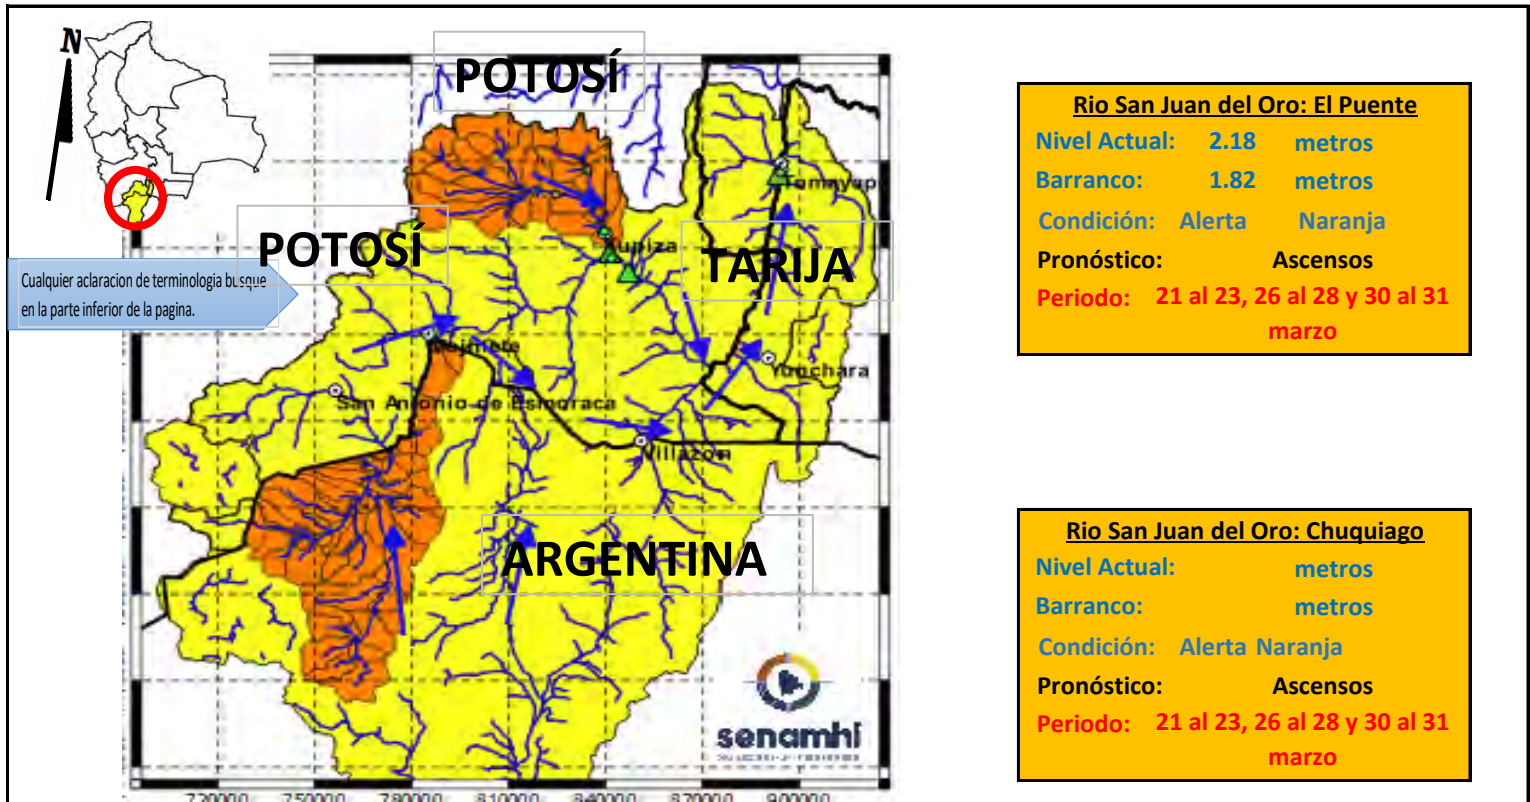 N
POTOSÍ
POTOSÍ
TARIJA
ARGENTINA
Cualquier aclaracion de terminologia busque
en la parte inferior de la pagina.
Tomayap
Yunchara
San Antonio de Esmoraca
Villazon
senamhi
770000 750000 780000 810000 840000 870000 900000
Rio San Juan del Oro: El Puente
Nivel Actual: 2.18 metros
Barranco: 1.82 metros
Condición: Alerta Naranja
Pronóstico: Ascensos
Periodo: 21 al 23, 26 al 28 y 30 al 31
marzo
Rio San Juan del Oro: Chuquiago
Nivel Actual: metros
Barranco: metros
Condición: Alerta Naranja
Pronóstico: Ascensos
Periodo: 21 al 23, 26 al 28 y 30 al 31
marzo